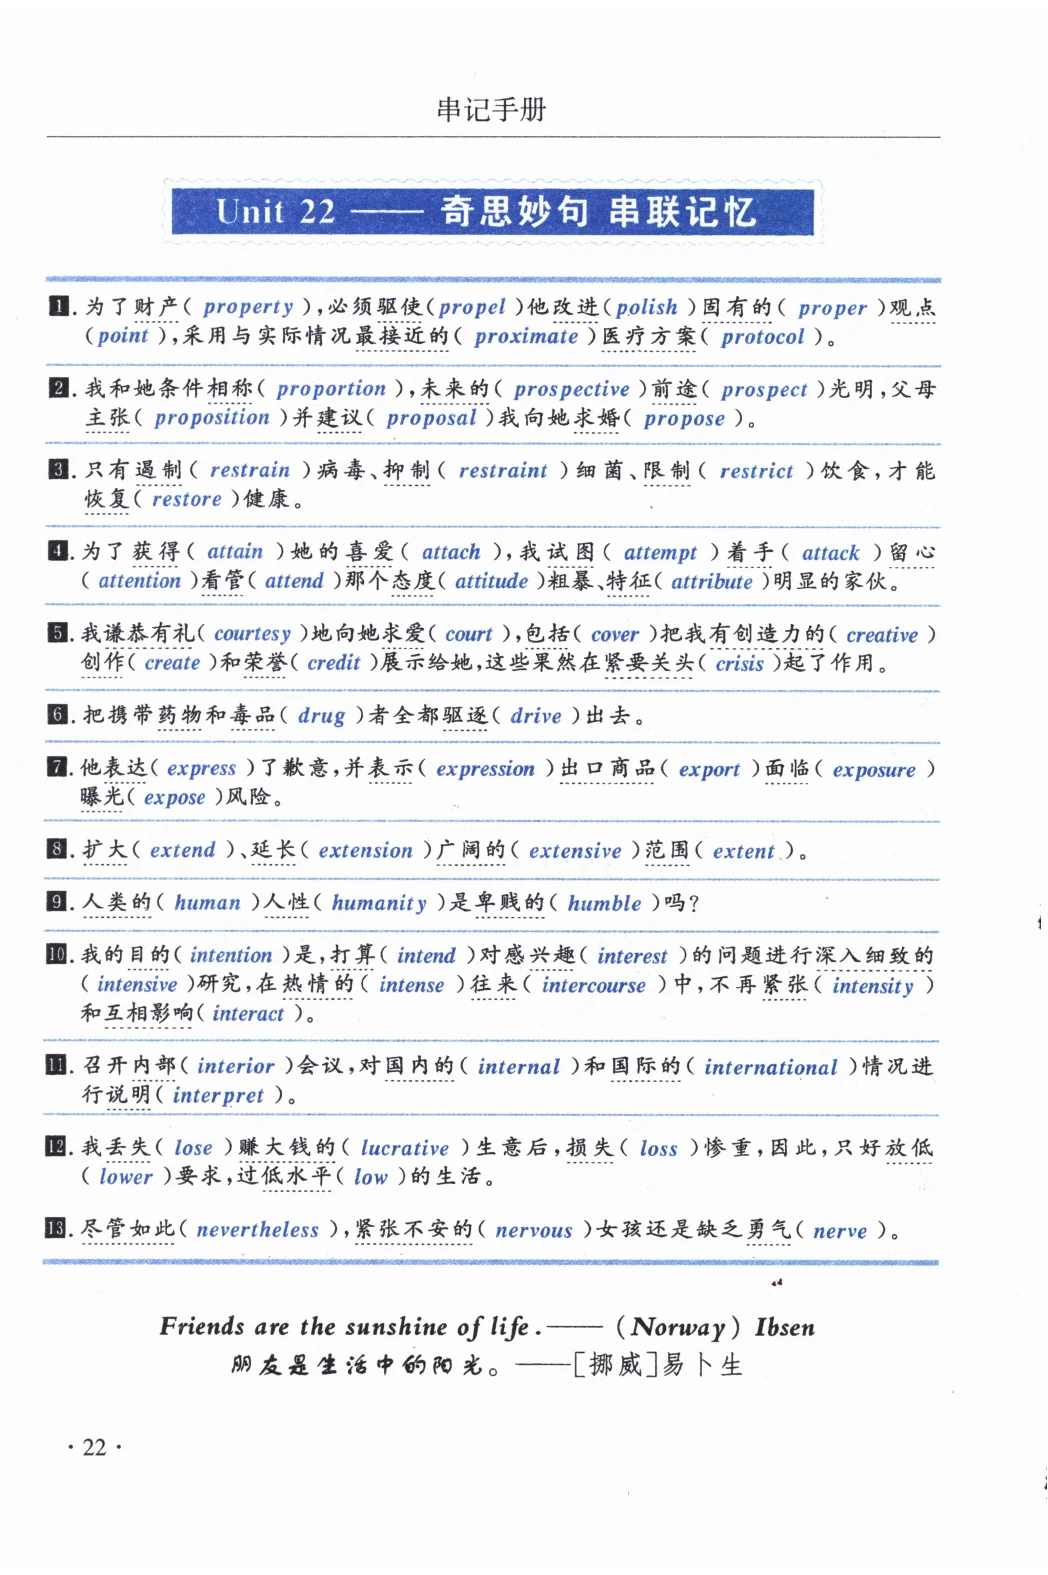 串记手册
Unit 22 —— 奇思妙句 串联记忆
1. 为了财产( property ),必须驱使(propel )他改进(polish )固有的( proper )观点
(point ),采用与实际情况最接近的( proximate )医疗方案( protocol )。
2. 我和她条件相称( proportion ),未来的( prospective )前途( prospect )光明,父母
主张( proposition )并建议( proposal )我向她求婚( propose )。
3. 只有遏制( restrain )病毒、抑制( restraint )细菌、限制( restrict )饮食,才能
恢复( restore )健康。
4. 为了获得( attain )她的喜爱( attach ),我试图( attempt )着手( attack )留心
( attention )看管( attend )那个态度( attitude )粗暴、特征( attribute )明显的家伙。
5. 我谦恭有礼( courtesy )地向她求爱( court ),包括( cover )把我有创造力的( creative )
创作( create )和荣誉( credit )展示给她,这些果然在紧要关头( crisis )起了作用。
6. 把携带药物和毒品( drug )者全都驱逐( drive )出去。
7. 他表达( express )了歉意,并表示( expression )出口商品( export )面临( exposure )
曝光( expose )风险。
8. 扩大( extend )、延长( extension )广阔的( extensive )范围( extent )。
9. 人类的( human )人性( humanity )是卑贱的( humble )吗?
10. 我的目的( intention )是,打算( intend )对感兴趣( interest )的问题进行深入细致的
( intensive )研究,在热情的( intense )往来( intercourse )中,不再紧张( intensity )
和互相影响( interact )。
11. 召开内部( interior )会议,对国内的( internal )和国际的( international )情况进
行说明( interpret )。
12. 我丢失( lose )赚大钱的( lucrative )生意后,损失( loss )惨重,因此,只好放低
( lower )要求,过低水平( low )的生活。
13. 尽管如此( nevertheless ),紧张不安的( nervous )女孩还是缺乏勇气( nerve )。
Friends are the sunshine of life.—— (Norway) Ibsen
朋友是生活中的阳光。——[挪威]易卜生
· 22 ·